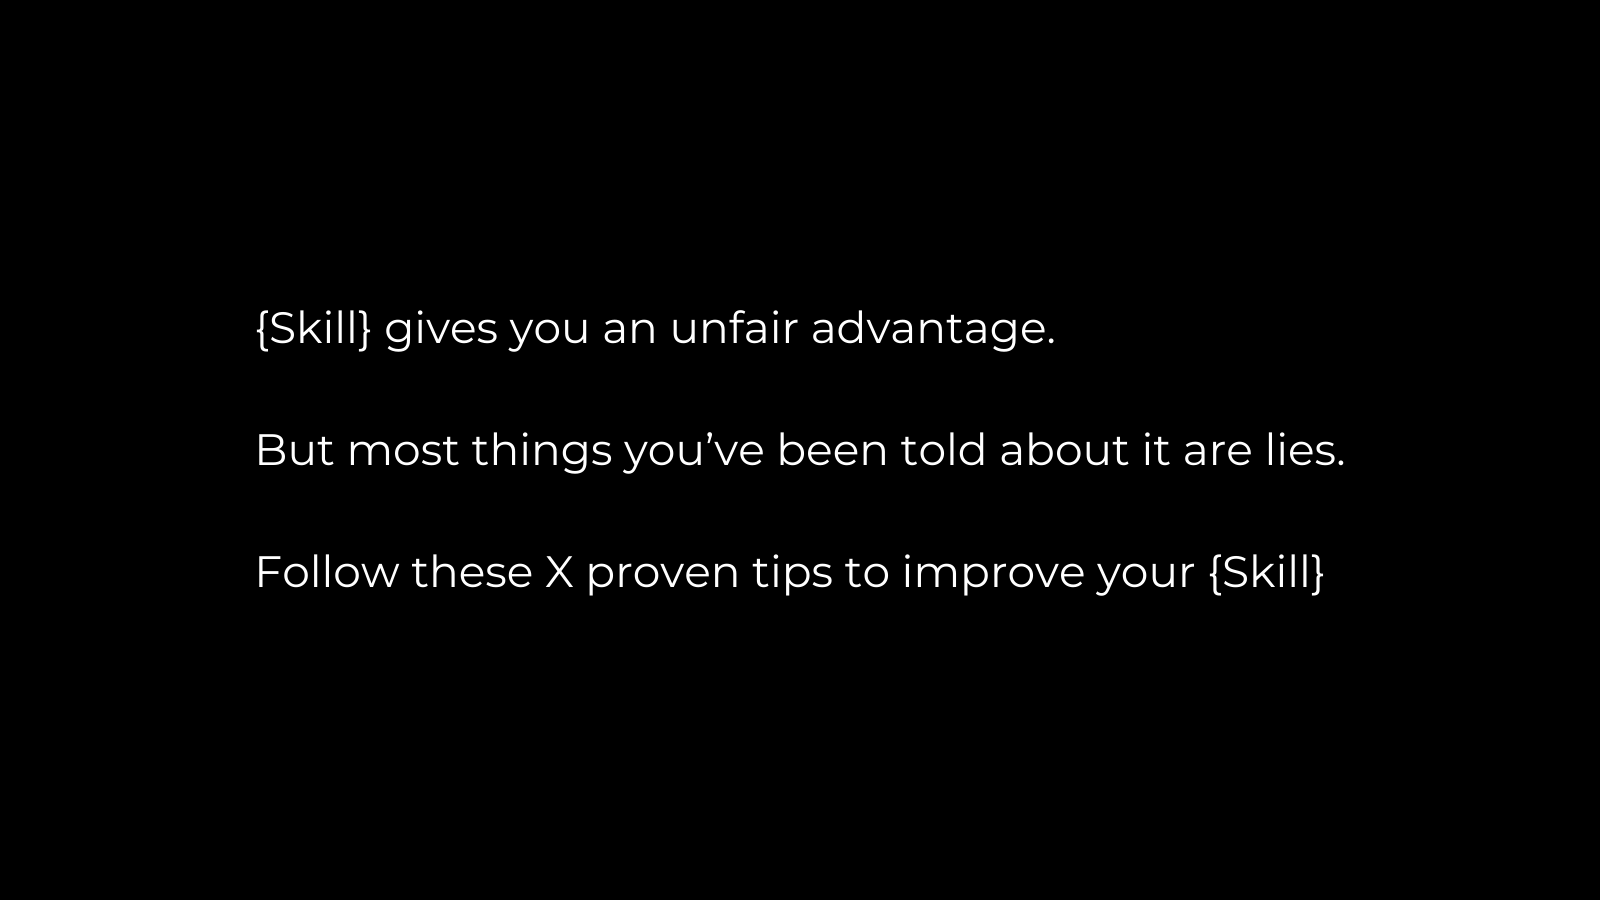 {Skill} gives you an unfair advantage.
But most things you’ve been told about it are lies.
Follow these X proven tips to improve your {Skill}